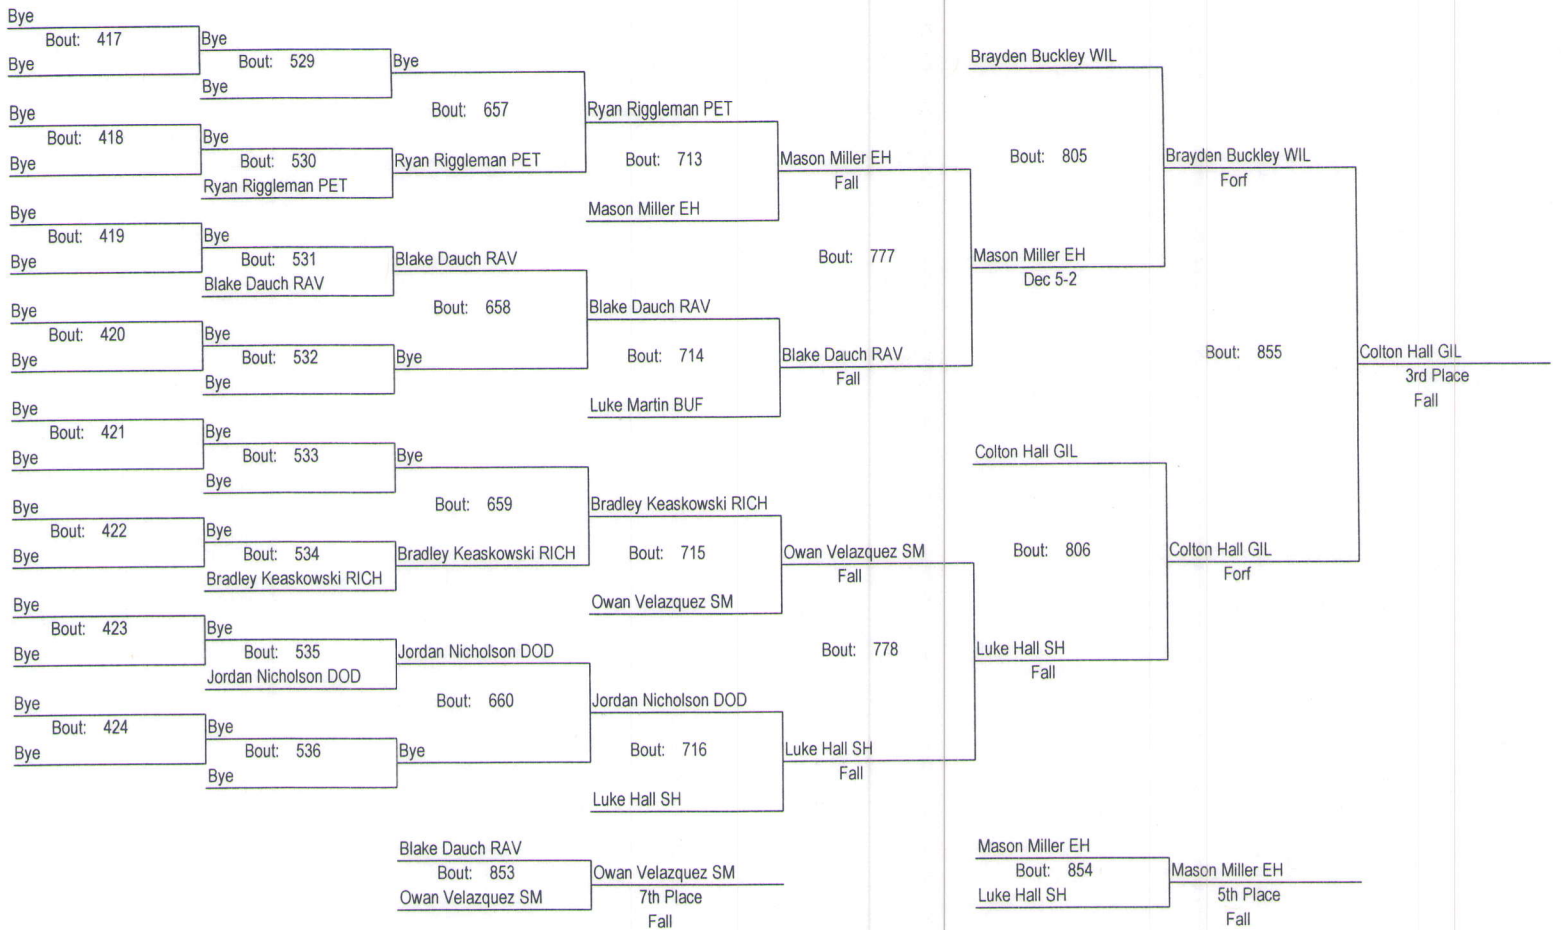 Bye
Bout: 417
Bye
Bye
Bout: 529
Bye
Bye
Bout: 418
Bye
Bye
Bout: 530
Ryan Riggleman PET
Bye
Bout: 657
Ryan Riggleman PET
Bye
Bout: 419
Bye
Bye
Bout: 531
Blake Dauch RAV
Bye
Bout: 420
Bye
Bye
Bout: 532
Bye
Blake Dauch RAV
Bout: 658
Bye
Bye
Bout: 421
Bye
Bye
Bout: 533
Bye
Bye
Bout: 422
Bye
Bye
Bout: 534
Bradley Keaskowski RICH
Bye
Bout: 659
Bradley Keaskowski RICH
Bye
Bout: 423
Bye
Bye
Bout: 535
Jordan Nicholson DOD
Bye
Bout: 424
Bye
Bye
Bout: 536
Bye
Jordan Nicholson DOD
Bout: 660
Bye
Ryan Riggleman PET
Bout: 713
Mason Miller EH
Blake Dauch RAV
Bout: 714
Luke Martin BUF
Bradley Keaskowski RICH
Bout: 715
Owan Velazquez SM
Jordan Nicholson DOD
Bout: 716
Luke Hall SH
Mason Miller EH
Fall
Bout: 777
Blake Dauch RAV
Fall
Owan Velazquez SM
Fall
Bout: 778
Luke Hall SH
Fall
Brayden Buckley WIL
Bout: 805
Mason Miller EH
Dec 5-2
Colton Hall GIL
Bout: 806
Luke Hall SH
Fall
Brayden Buckley WIL
Forf
Bout: 855
Colton Hall GIL
Forf
Colton Hall GIL
3rd Place
Fall
Blake Dauch RAV
Bout: 853
Owan Velazquez SM
Owan Velazquez SM
7th Place
Fall
Mason Miller EH
Bout: 854
Luke Hall SH
Mason Miller EH
5th Place
Fall